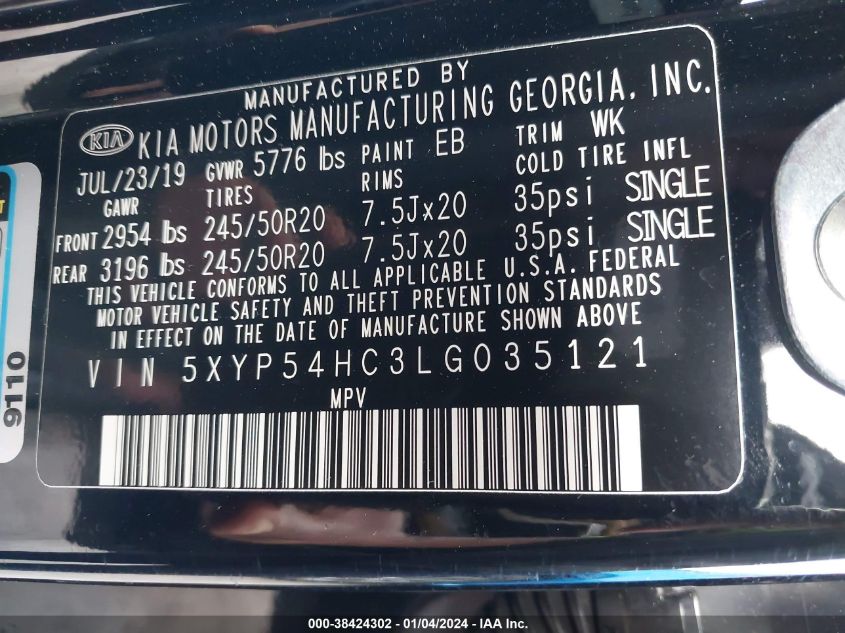 MANUFACTURED BY
KIA KIA MOTORS MANUFACTURING GEORGIA, INC.
JUL/23/19 GVWR 5776 lbs PAINT EB TRIM WK
GAWR TIRES RIMS COLD TIRE INFL
FRONT 2954 lbs 245/50R20 7.5Jx20 35psi SINGLE
REAR 3196 lbs 245/50R20 7.5Jx20 35psi SINGLE
THIS VEHICLE CONFORMS TO ALL APPLICABLE U.S.A. FEDERAL
MOTOR VEHICLE SAFETY AND THEFT PREVENTION STANDARDS
IN EFFECT ON THE DATE OF MANUFACTURE SHOWN ABOVE
VIN 5XYP54HC3LG035121
MPV
9110
000-38424302 - 01/04/2024 - IAA Inc.